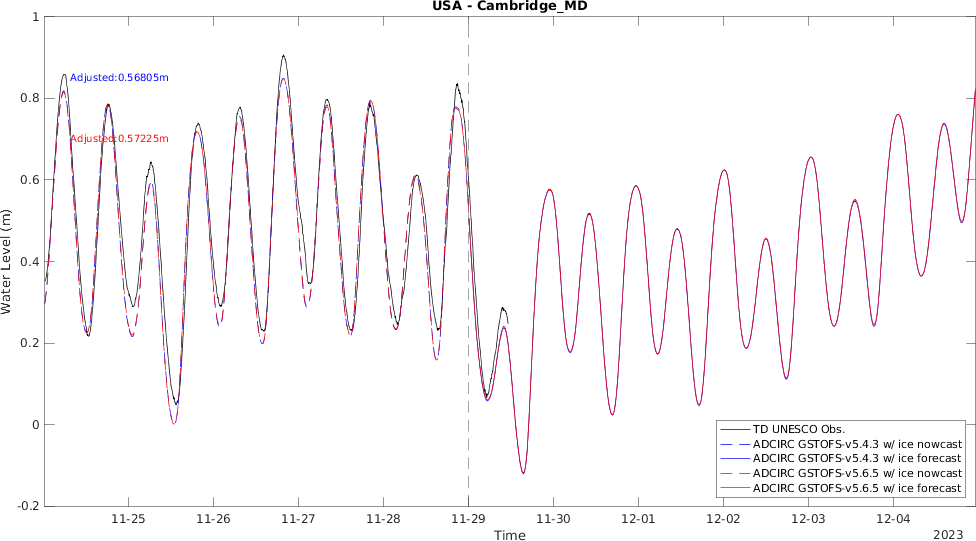 USA - Cambridge_MD
1
0.8
0.6
0.4
0.2
0
-0.2
Water Level (m)
Adjusted:0.56805m
Adjusted:0.57225m
TD UNESCO Obs.
ADCIRC GSTOFS-v5.4.3 w/ ice nowcast
ADCIRC GSTOFS-v5.4.3 w/ ice forecast
ADCIRC GSTOFS-v5.6.5 w/ ice nowcast
ADCIRC GSTOFS-v5.6.5 w/ ice forecast
11-25 11-26 11-27 11-28 11-29 11-30 12-01 12-02 12-03 12-04
Time
2023